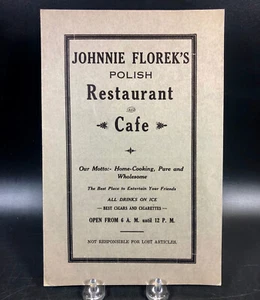 JOHNNIE FLOREK'S
POLISH
Restaurant
and
Cafe
Our Motto:- Home-Cooking, Pure and
Wholesome
The Best Place to Entertain Your Friends
ALL DRINKS ON ICE
BEST CIGARS AND CIGARETTES
OPEN FROM 6 A. M. until 12 P. M.
NOT RESPONSIBLE FOR LOST ARTICLES.